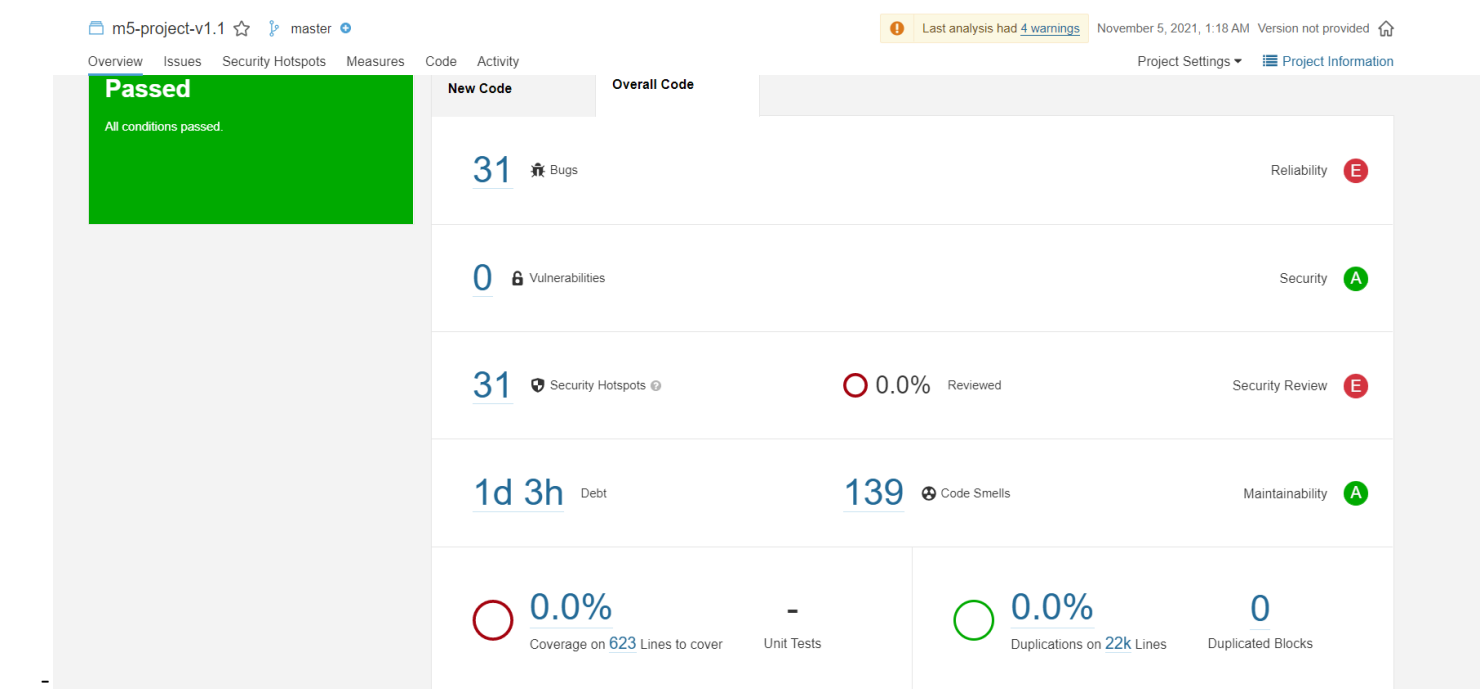 m5-project-v1.1 master Last analysis had 4 warnings November 5, 2021, 1:18 AM Version not provided
Overview Issues Security Hotspots Measures Code Activity Project Settings Project Information
Passed
All conditions passed.
New Code Overall Code
31 Bugs Reliability E
0 Vulnerabilities Security A
31 Security Hotspots ? 0.0% Reviewed Security Review E
1d 3h Debt 139 Code Smells Maintainability A
0.0% - 0.0% 0
Coverage on 623 Lines to cover Unit Tests Duplications on 22k Lines Duplicated Blocks
-